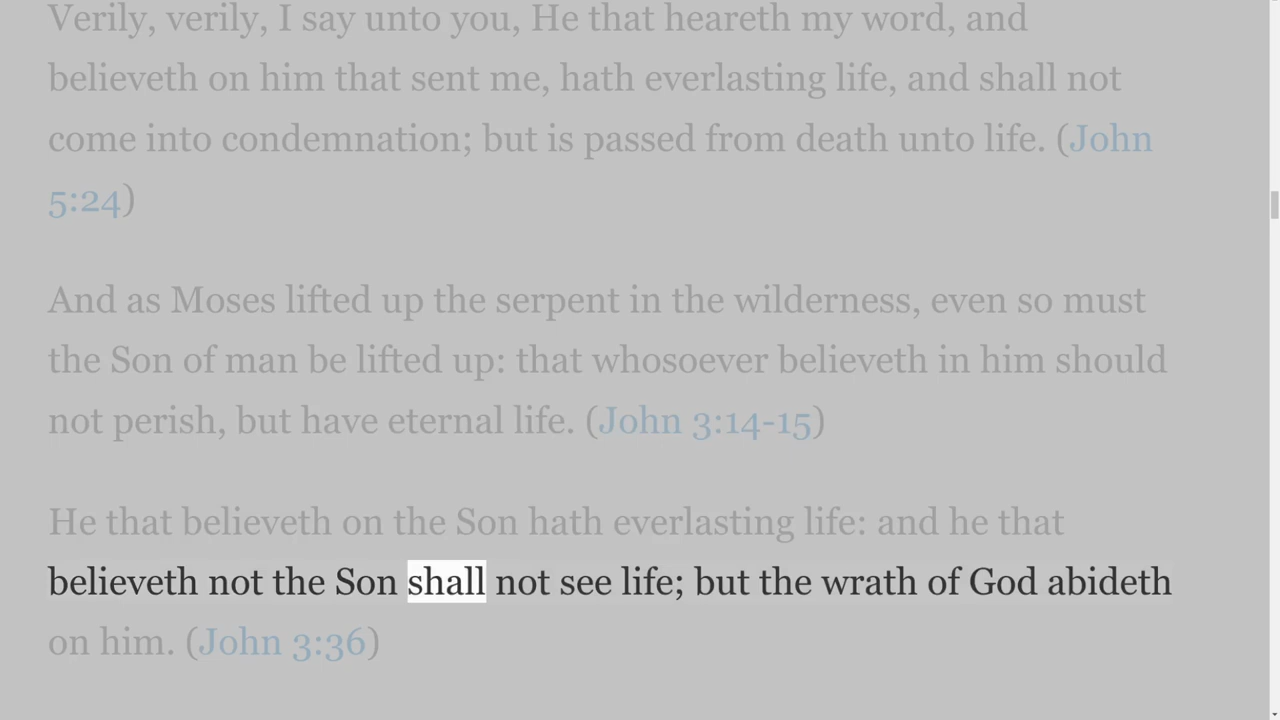 Verily, verily, I say unto you, He that heareth my word, and
believeth on him that sent me, hath everlasting life, and shall not
come into condemnation; but is passed from death unto life. (John
5:24)
And as Moses lifted up the serpent in the wilderness, even so must
the Son of man be lifted up: that whosoever believeth in him should
not perish, but have eternal life. (John 3:14-15)
He that believeth on the Son hath everlasting life: and he that
believeth not the Son shall not see life; but the wrath of God abideth
on him. (John 3:36)